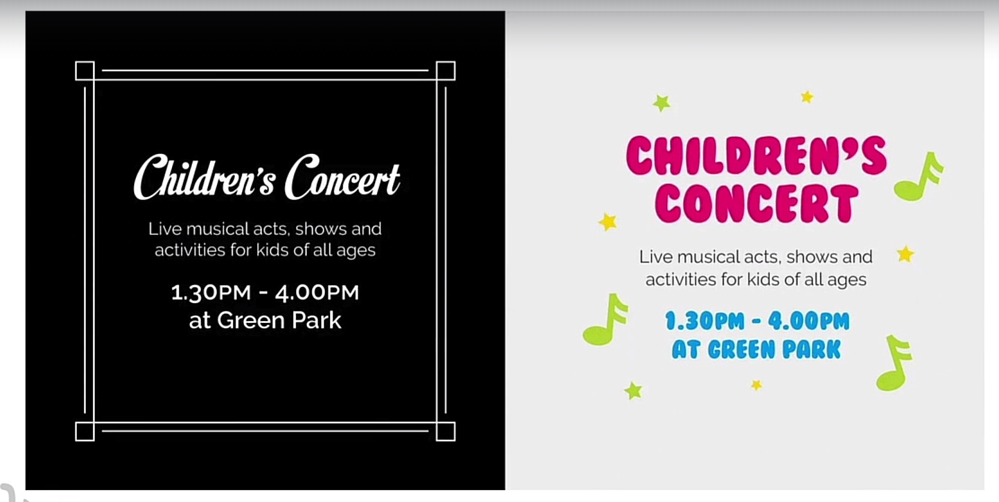 Children's Concert
Live musical acts, shows and
activities for kids of all ages
1.30PM - 4.00PM
at Green Park
CHILDREN'S
CONCERT
Live musical acts, shows and
activities for kids of all ages
1.30PM - 4.00PM
AT GREEN PARK